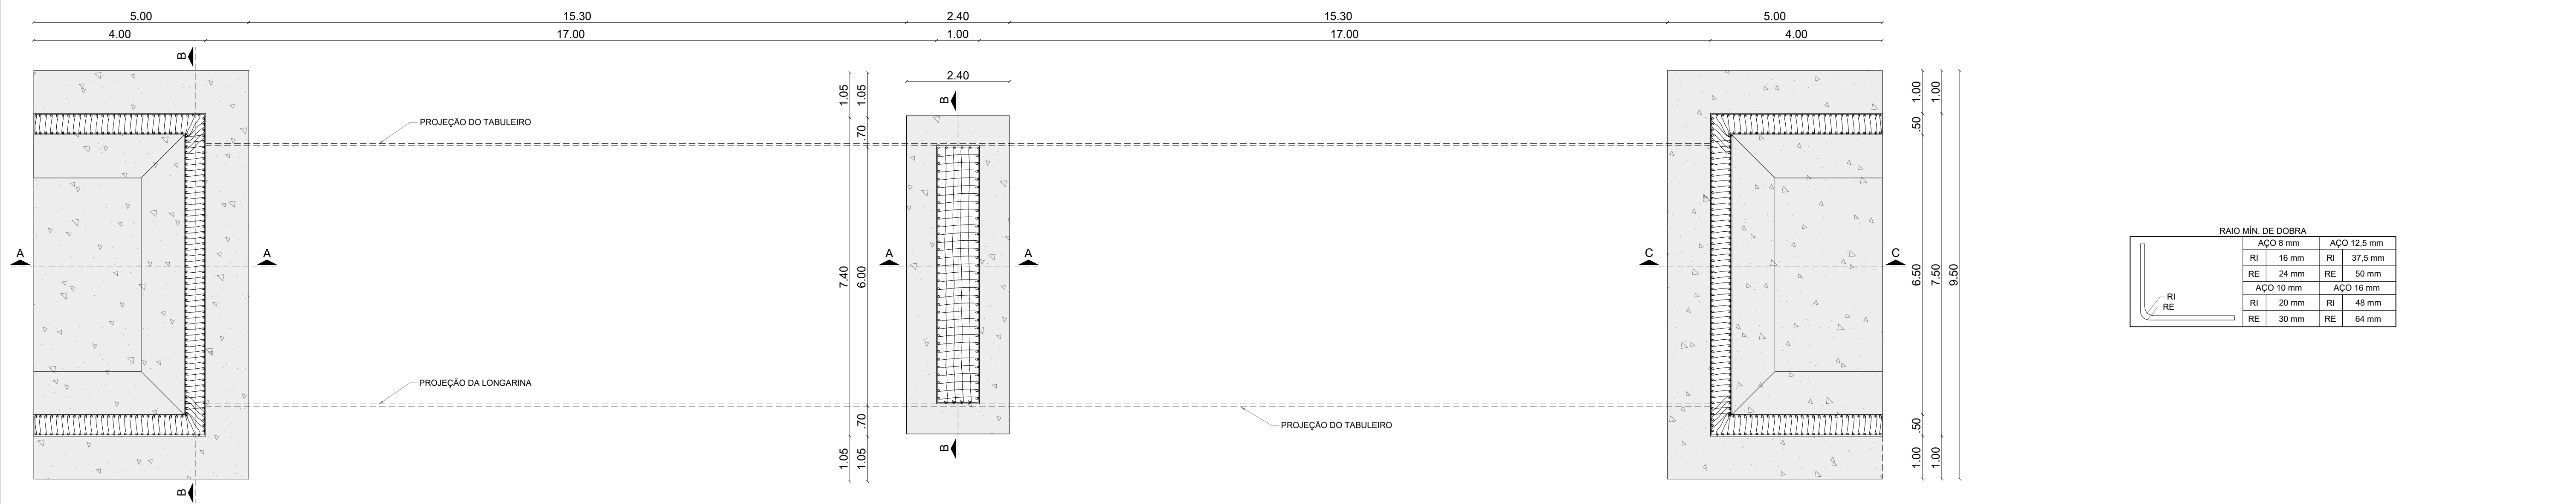 5.00 15.30 2.40 15.30 5.00
4.00 17.00 1.00 17.00 4.00
B
2.40
B
1.05 1.05
1.00 1.00
PROJEÇÃO DO TABULEIRO
.70
.50
A A A A C C
7.40 6.00
6.50 7.50 9.50
RAIO MÍN. DE DOBRA
AÇO 8 mm AÇO 12,5 mm
RI 16 mm RI 37,5 mm
RE 24 mm RE 50 mm
AÇO 10 mm AÇO 16 mm
RI 20 mm RI 48 mm
RE 30 mm RE 64 mm
RI
RE
PROJEÇÃO DA LONGARINA
PROJEÇÃO DO TABULEIRO
.70
.50
1.05 1.05
1.00 1.00
B
B